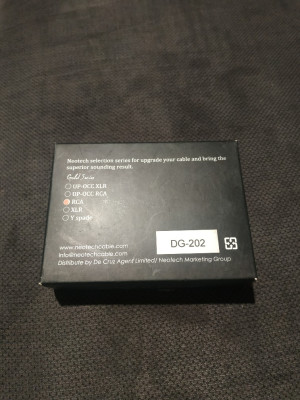 Neotech selection series for upgrade your cable and bring the
superior sounding result.
Gold Series
UP-OCC XLR
UP-OCC RCA
RCA
XLR
Y spade
DG-202
www.neotechcable.com
info@neotechcable.com
Distribute by De Cruz Agent Limited/ Neotech Marketing Group